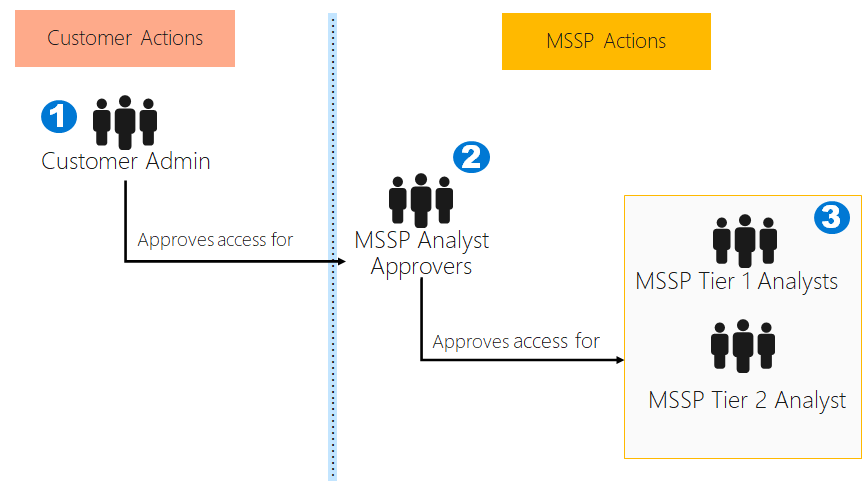 Customer Actions
MSSP Actions
1
Customer Admin
Approves access for
2
MSSP Analyst
Approvers
Approves access for
3
MSSP Tier 1 Analysts
MSSP Tier 2 Analyst